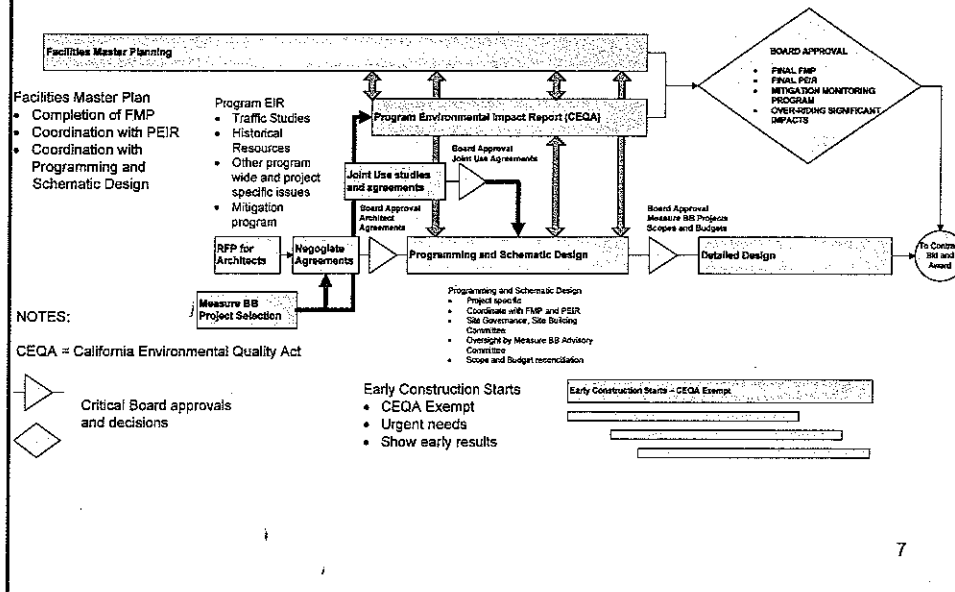 Facilities Master Planning
BOARD APPROVAL
• FINAL FMP
• FINAL PEIR
• MITIGATION MONITORING
PROGRAM
• OVER-RIDING SIGNIFICANT
IMPACTS
Facilities Master Plan
• Completion of FMP
• Coordination with PEIR
• Coordination with
Programming and
Schematic Design
Program EIR
• Traffic Studies
• Historical
Resources
• Other program
wide and project
specific issues
• Mitigation
program
Program Environmental Impact Report (CEQA)
Joint Use studies
and agreements
Board Approval
Joint Use Agreements
Board Approval
Architect
Agreements
Board Approval
Measure BB Projects
Scopes and Budgets
RFP for
Architects
Negogiate
Agreements
Programming and Schematic Design
Detailed Design
To Contract
Bid and
Award
Measure BB
Project Selection
Programming and Schematic Design
• Project specific
• Coordinate with FMP and PEIR
• Site Governance, Site Building
Committee
• Oversight by Measure BB Advisory
Committee
• Scope and Budget reconciliation
NOTES:
CEQA = California Environmental Quality Act
Critical Board approvals
and decisions
Early Construction Starts
• CEQA Exempt
• Urgent needs
• Show early results
Early Construction Starts – CEQA Exempt
7